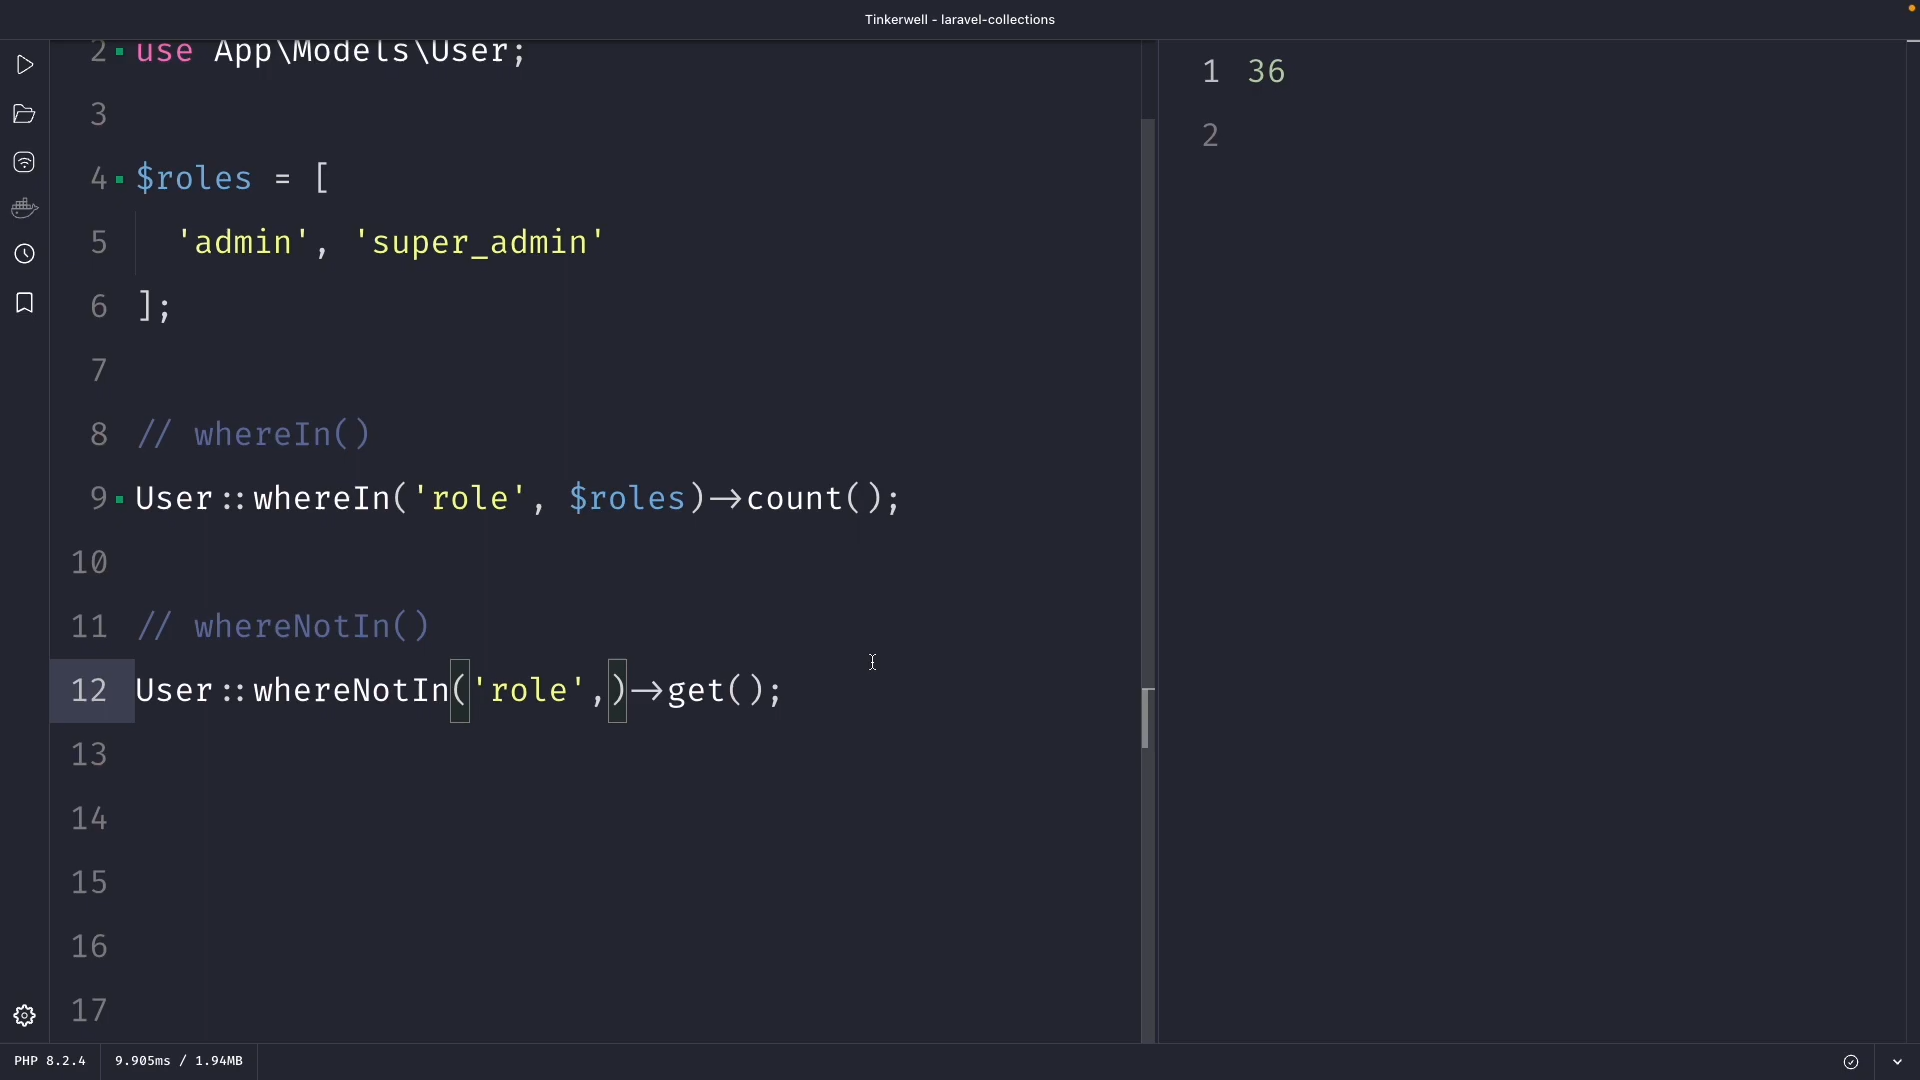 Tinkerwell - laravel-collections
2 use App\Models\User;
3
4 $roles = [
5 'admin', 'super_admin'
6 ];
7
8 // whereIn()
9 User::whereIn('role', $roles)->count();
10
11 // whereNotIn()
12 User::whereNotIn('role',)->get();
13
14
15
16
17
1 36
2
PHP 8.2.4
9.905ms / 1.94MB